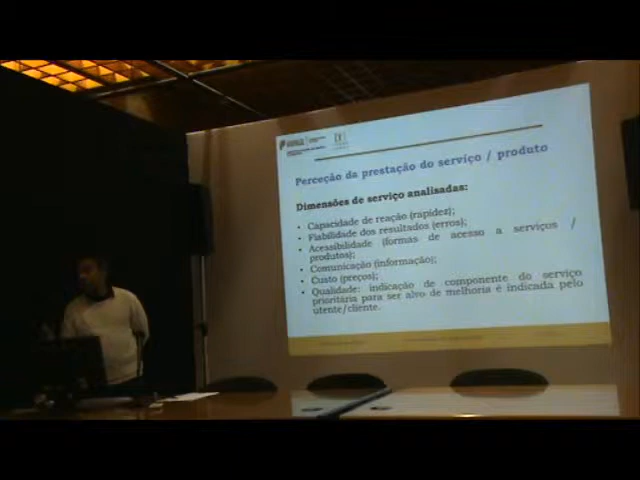 Perceção da prestação do serviço / produto
Dimensões de serviço analisadas:
• Capacidade de reação (rapidez);
• Fiabilidade dos resultados (erros);
• Acessibilidade (formas de acesso a serviços /
produtos);
• Comunicação (informação);
• Custo (preços);
• Qualidade: indicação de componente do serviço
prioritária para ser alvo de melhoria é indicada pelo
utente/cliente.